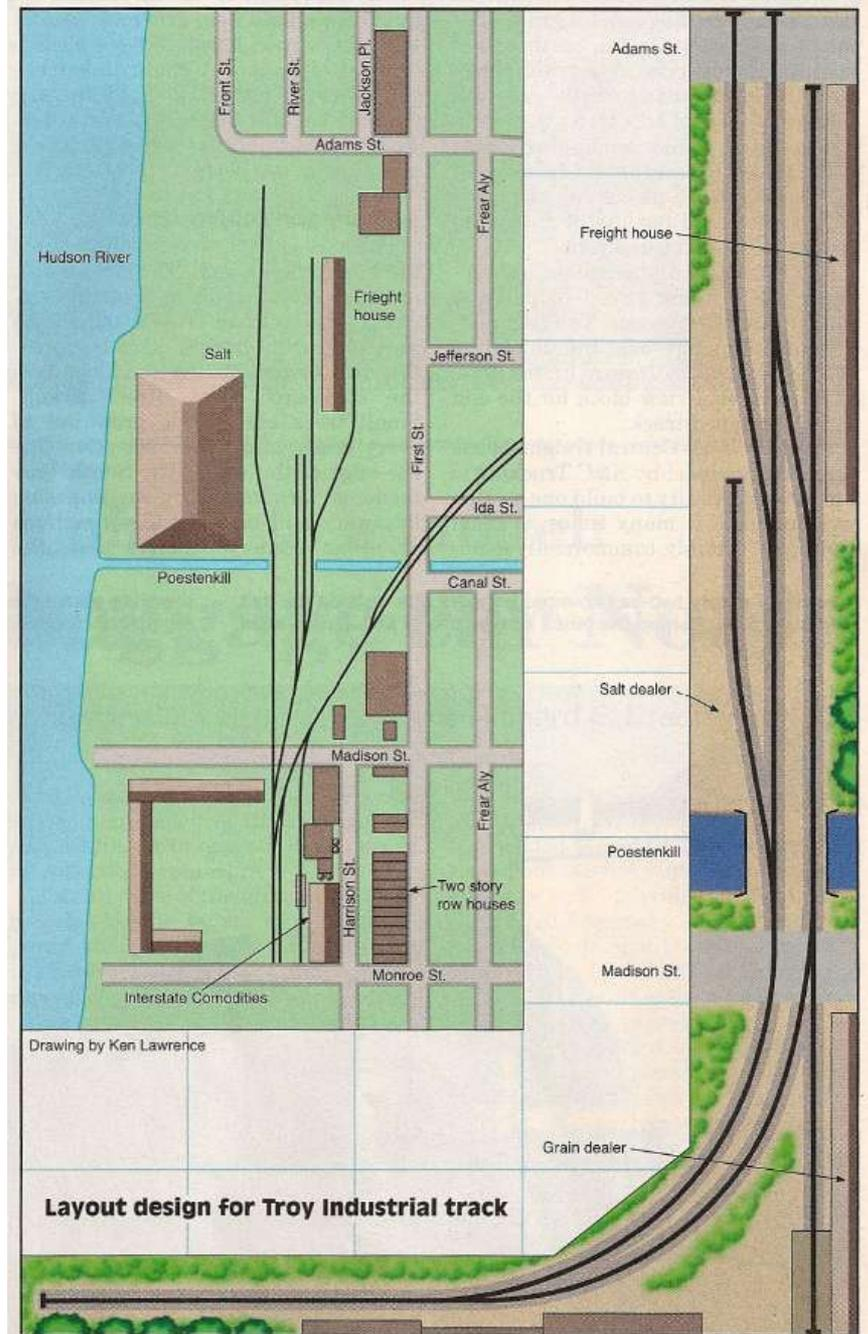 Front St.
River St.
Jackson Pl.
Adams St.
Adams St.
Frear Aly
Freight house
Hudson River
Frieght
house
Salt
Jefferson St.
First St.
Ida St.
Poestenkill
Canal St.
Salt dealer
Madison St.
Frear Aly
Poestenkill
Harrison St.
Two story
row houses
Monroe St.
Madison St.
Interstate Comodities
Drawing by Ken Lawrence
Grain dealer
Layout design for Troy Industrial track